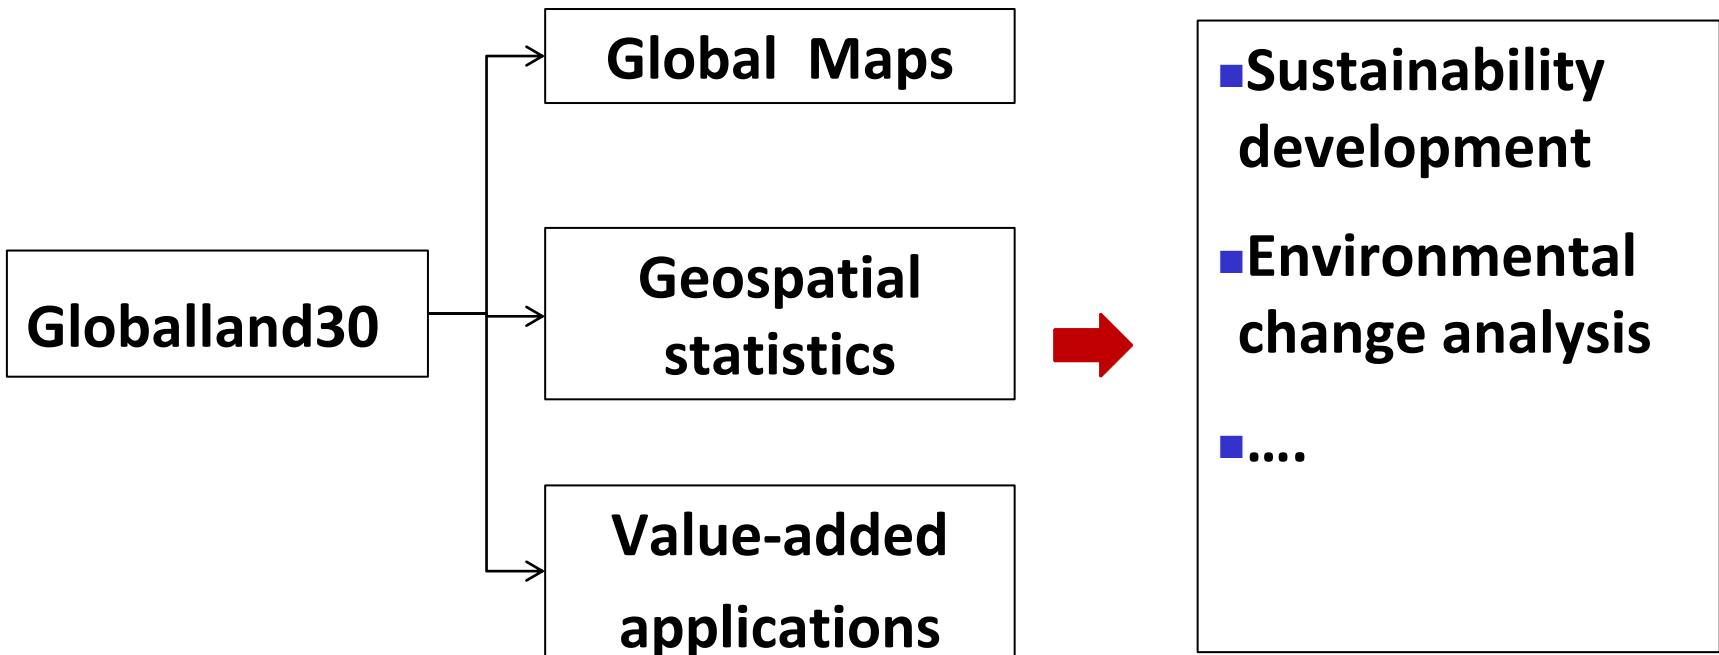 Globalland30
Global Maps
Geospatial
statistics
Value-added
applications
Sustainability
development
Environmental
change analysis
....